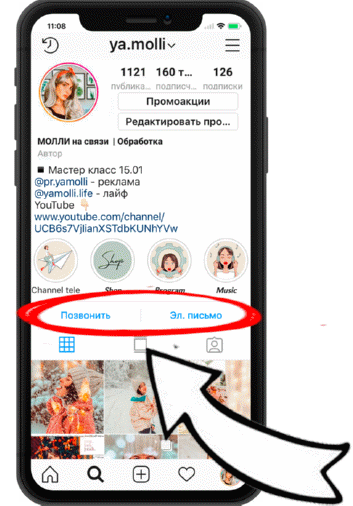 11:08
ya.molli
1121 160 т... 126
публика... подписч... подписки
Промоакции
Редактировать про...
МОЛЛИ на связи | Обработка
Автор
Мастер класс 15.01
@pr.yamolli - реклама
@yamolli.life - лайф
YouTube
www.youtube.com/channel/
UCB6s7VjlianXSTdbKUNhYVw
Channel tele Shop Program Music
Позвонить Эл. письмо